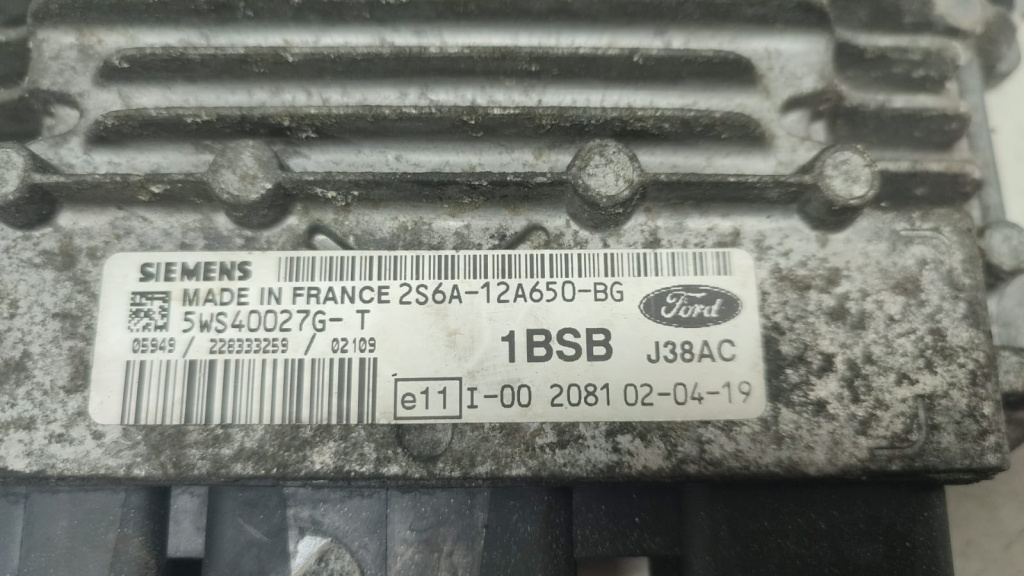 SIEMENS
MADE IN FRANCE 2S6A-12A650-BG
5WS40027G- T
Ford
05949 / 228333259 / 02109
1BSB J38AC
e11 I-00 2081 02-04-19